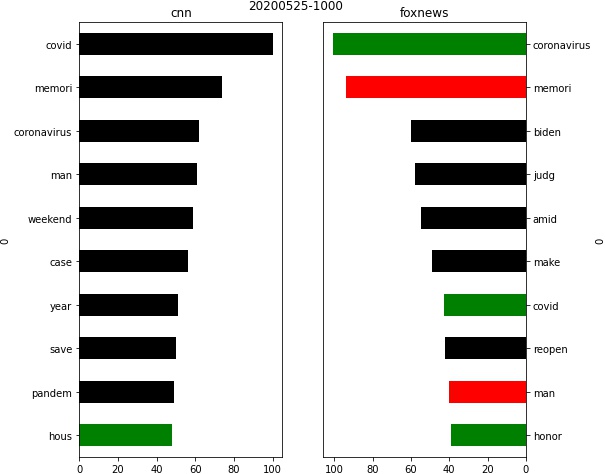 20200525-1000
cnn
foxnews
covid
memori
coronavirus
man
weekend
case
year
save
pandem
hous
0
0 20 40 60 80 100
coronavirus
memori
biden
judg
amid
make
covid
reopen
man
honor
0
100 80 60 40 20 0